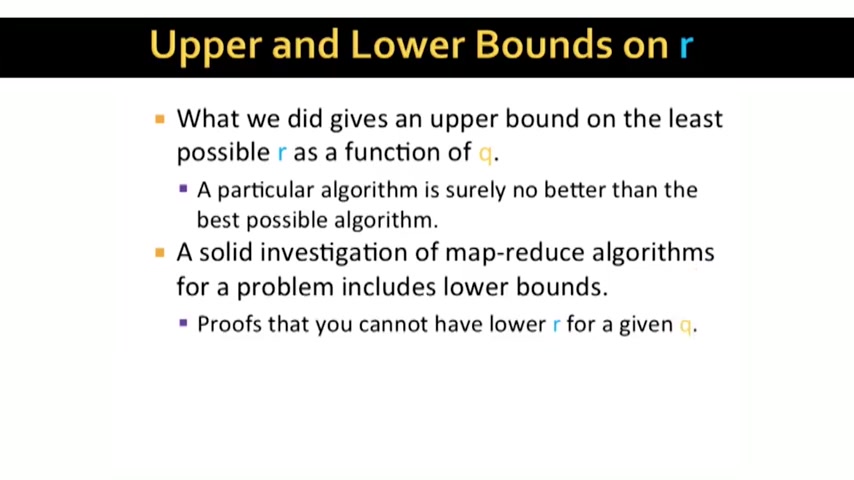 Upper and Lower Bounds on r
▪ What we did gives an upper bound on the least
possible r as a function of q.
▪ A particular algorithm is surely no better than the
best possible algorithm.
▪ A solid investigation of map-reduce algorithms
for a problem includes lower bounds.
▪ Proofs that you cannot have lower r for a given q.